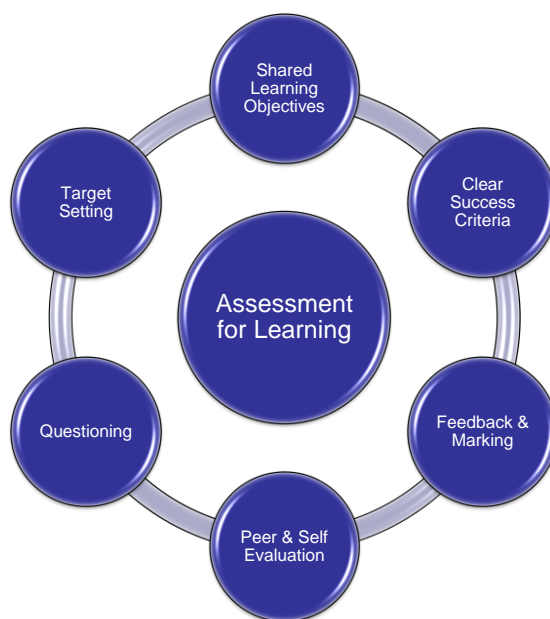 Shared
Learning
Objectives
Clear
Success
Criteria
Feedback &
Marking
Peer & Self
Evaluation
Questioning
Target
Setting
Assessment
for Learning